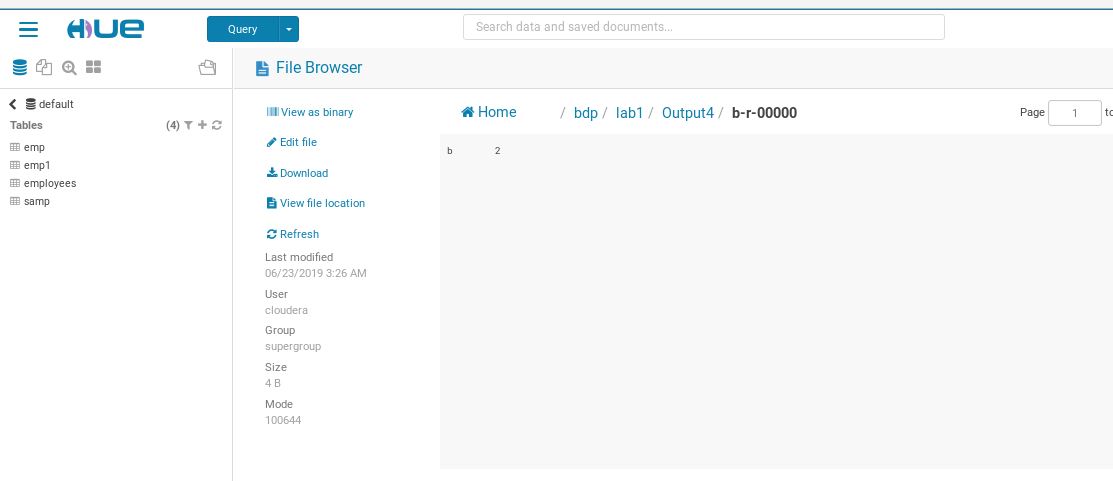 HUE
Query
Search data and saved documents...
File Browser
default
Tables (4)
emp
emp1
employees
samp
View as binary
Edit file
Download
View file location
Refresh
Last modified
06/23/2019 3:26 AM
User
cloudera
Group
supergroup
Size
4 B
Mode
100644
Home / bdp / lab1 / Output4 / b-r-00000
Page 1 to
b 2